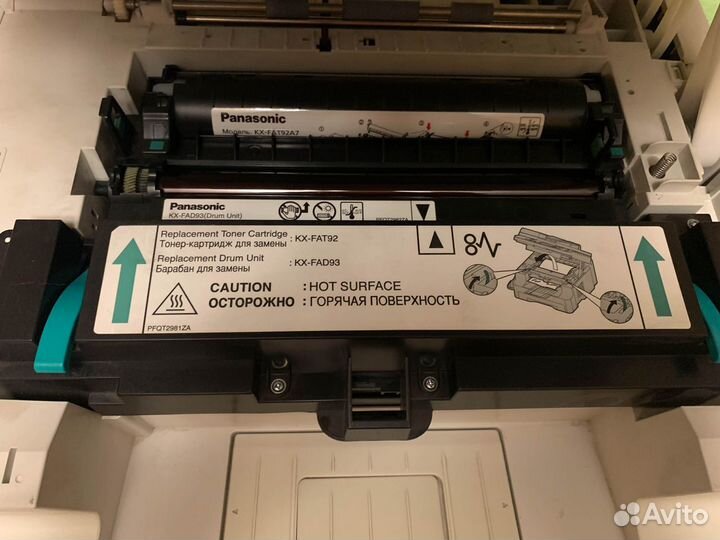 Panasonic
Модель: KX-FAT92A7
Panasonic
KX-FAD93(Drum Unit)
PFQT2982ZA
Replacement Toner Cartridge : KX-FAT92
Тонер-картридж для замены
Replacement Drum Unit : KX-FAD93
Барабан для замены
CAUTION : HOT SURFACE
ОСТОРОЖНО : ГОРЯЧАЯ ПОВЕРХНОСТЬ
PFQT2981ZA
Avito